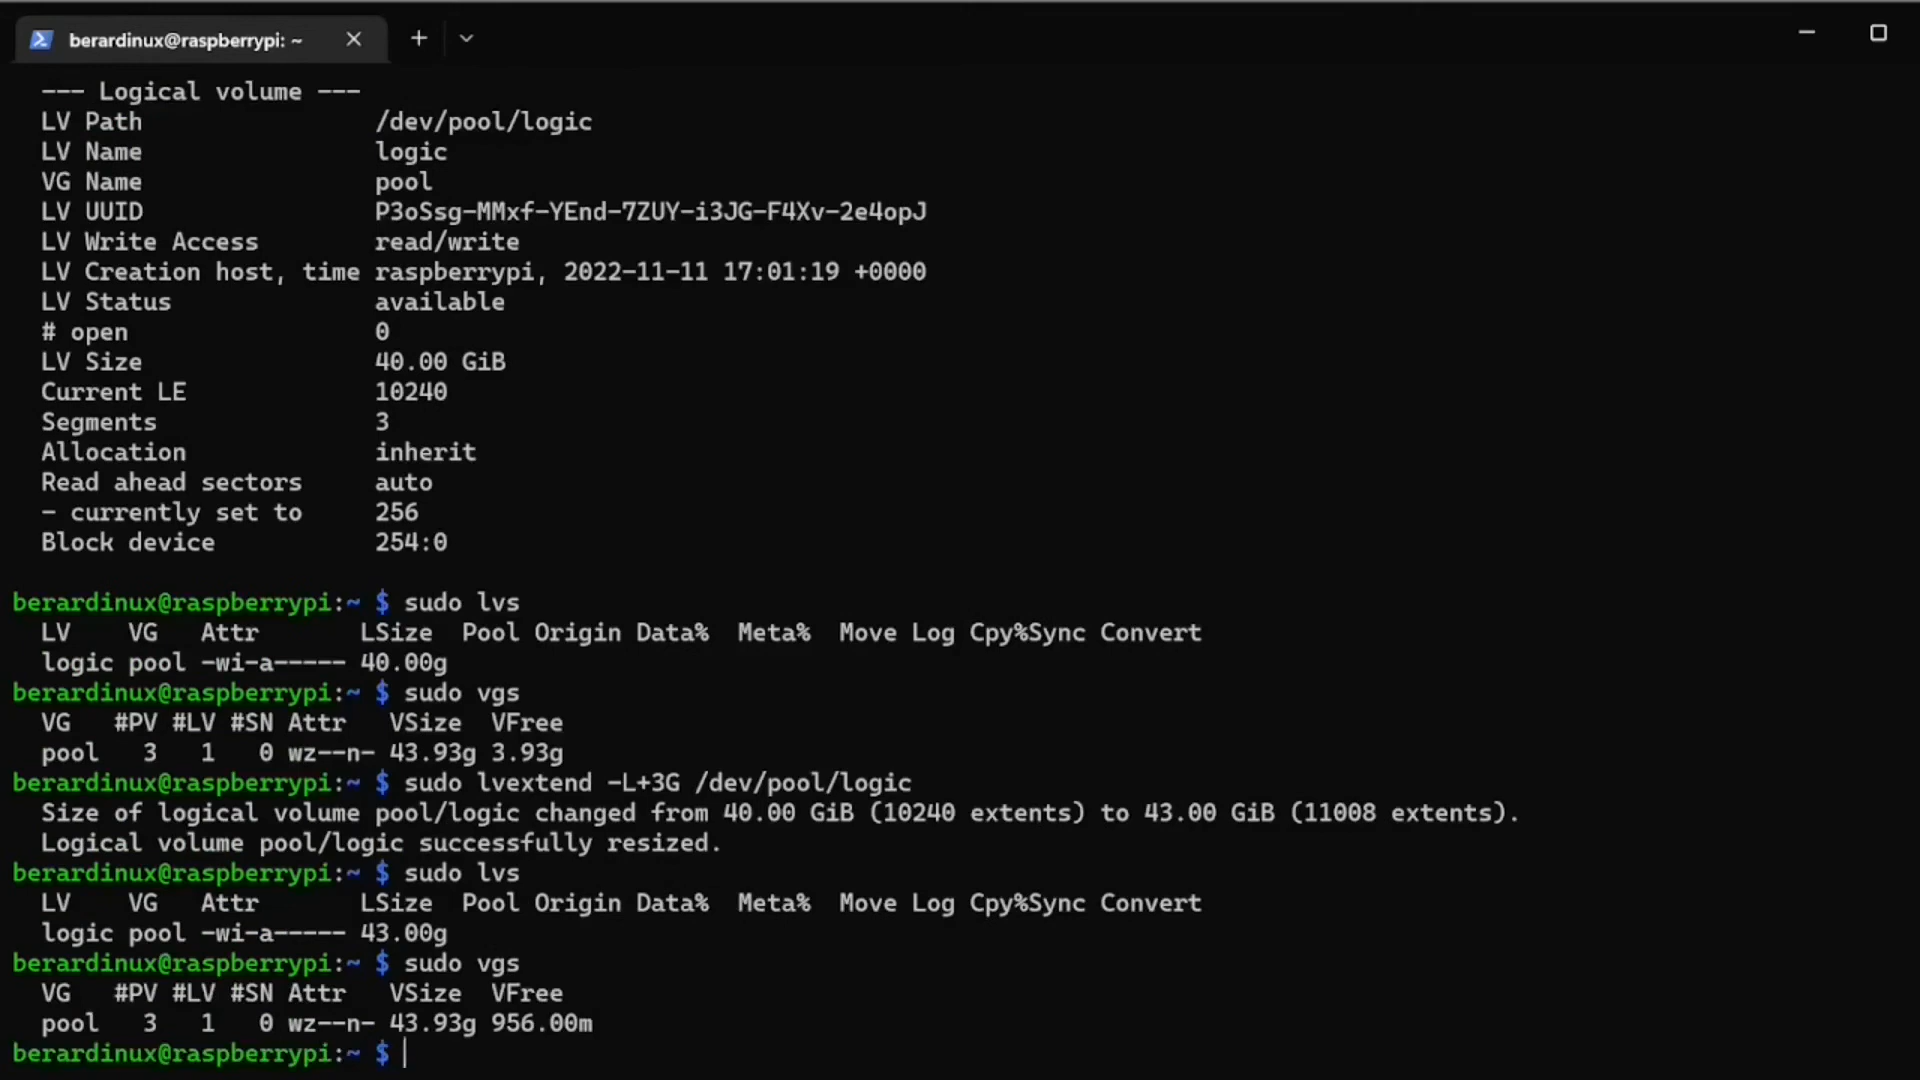 berardinux@raspberrypi: ~
--- Logical volume ---
LV Path                /dev/pool/logic
LV Name                logic
VG Name                pool
LV UUID                P3oSsg-MMxf-YEnd-7ZUY-i3JG-F4Xv-2e4opJ
LV Write Access        read/write
LV Creation host, time raspberrypi, 2022-11-11 17:01:19 +0000
LV Status              available
# open                 0
LV Size                40.00 GiB
Current LE             10240
Segments               3
Allocation             inherit
Read ahead sectors     auto
- currently set to     256
Block device           254:0
berardinux@raspberrypi:~ $ sudo lvs
  LV    VG   Attr       LSize  Pool Origin Data%  Meta%  Move Log Cpy%Sync Convert
  logic pool -wi-a----- 40.00g
berardinux@raspberrypi:~ $ sudo vgs
  VG   #PV #LV #SN Attr   VSize  VFree
  pool   3   1   0 wz--n- 43.93g 3.93g
berardinux@raspberrypi:~ $ sudo lvextend -L+3G /dev/pool/logic
  Size of logical volume pool/logic changed from 40.00 GiB (10240 extents) to 43.00 GiB (11008 extents).
  Logical volume pool/logic successfully resized.
berardinux@raspberrypi:~ $ sudo lvs
  LV    VG   Attr       LSize  Pool Origin Data%  Meta%  Move Log Cpy%Sync Convert
  logic pool -wi-a----- 43.00g
berardinux@raspberrypi:~ $ sudo vgs
  VG   #PV #LV #SN Attr   VSize  VFree
  pool   3   1   0 wz--n- 43.93g 956.00m
berardinux@raspberrypi:~ $